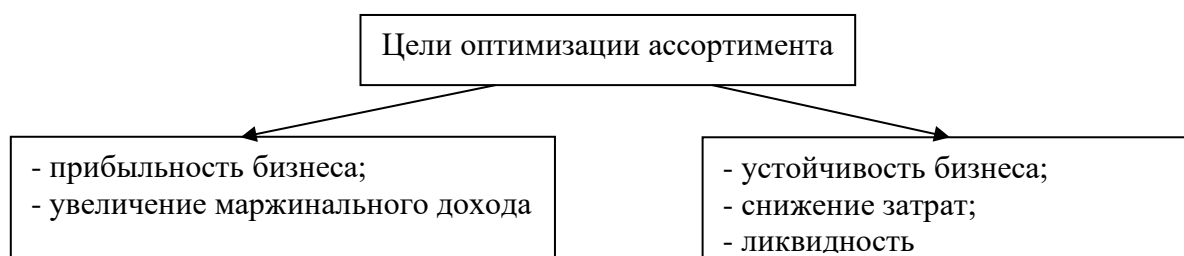 Цели оптимизации ассортимента
- прибыльность бизнеса;
- увеличение маржинального дохода
- устойчивость бизнеса;
- снижение затрат;
- ликвидность